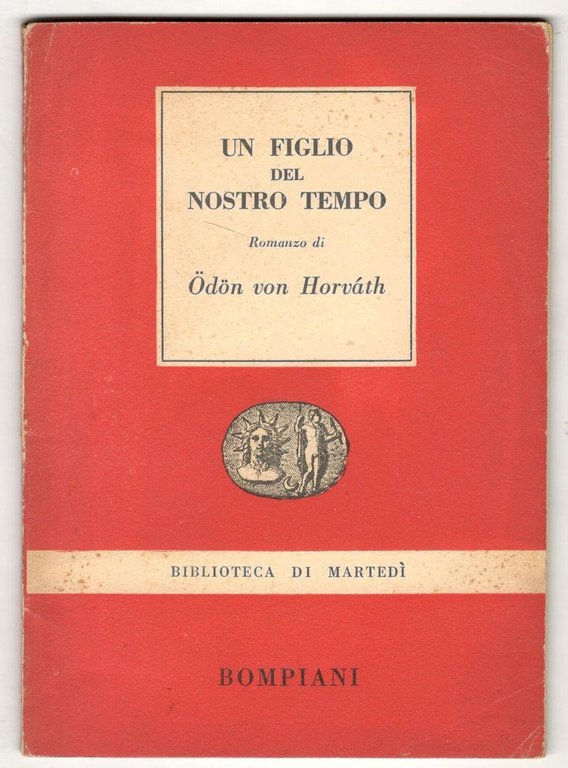 UN FIGLIO
DEL
NOSTRO TEMPO
Romanzo di
Ödön von Horváth
BIBLIOTECA DI MARTEDÌ
BOMPIANI